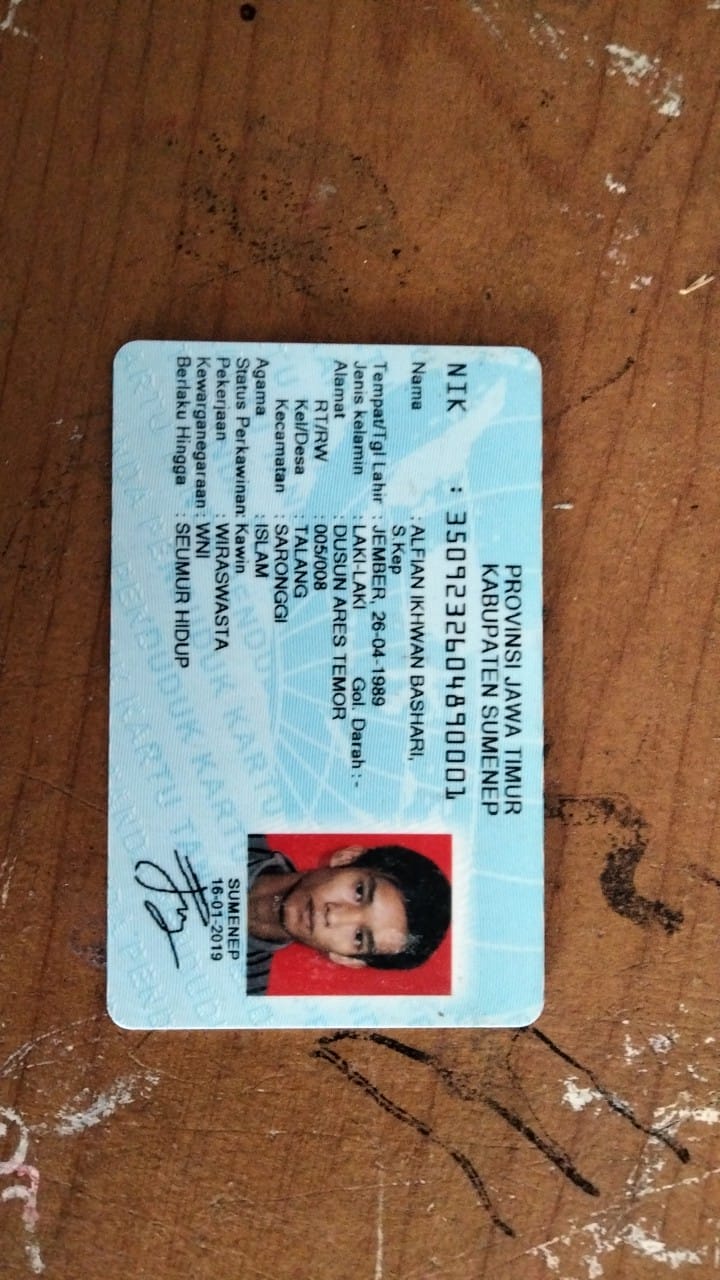 PROVINSI JAWA TIMUR
KABUPATEN SUMENEP
NIK : 3509232604890001
Nama : ALFIAN IKHWAN BASHARI,
S.Kep
Tempat/Tgl Lahir : JEMBER, 26-04-1989
Jenis kelamin : LAKI-LAKI Gol. Darah :-
Alamat : DUSUN ARES TEMOR
RT/RW : 005/008
Kel/Desa : TALANG
Kecamatan : SARONGGI
Agama : ISLAM
Status Perkawinan: Kawin
Pekerjaan : WIRASWASTA
Kewarganegaraan : WNI
Berlaku Hingga : SEUMUR HIDUP
SUMENEP
16-01-2019